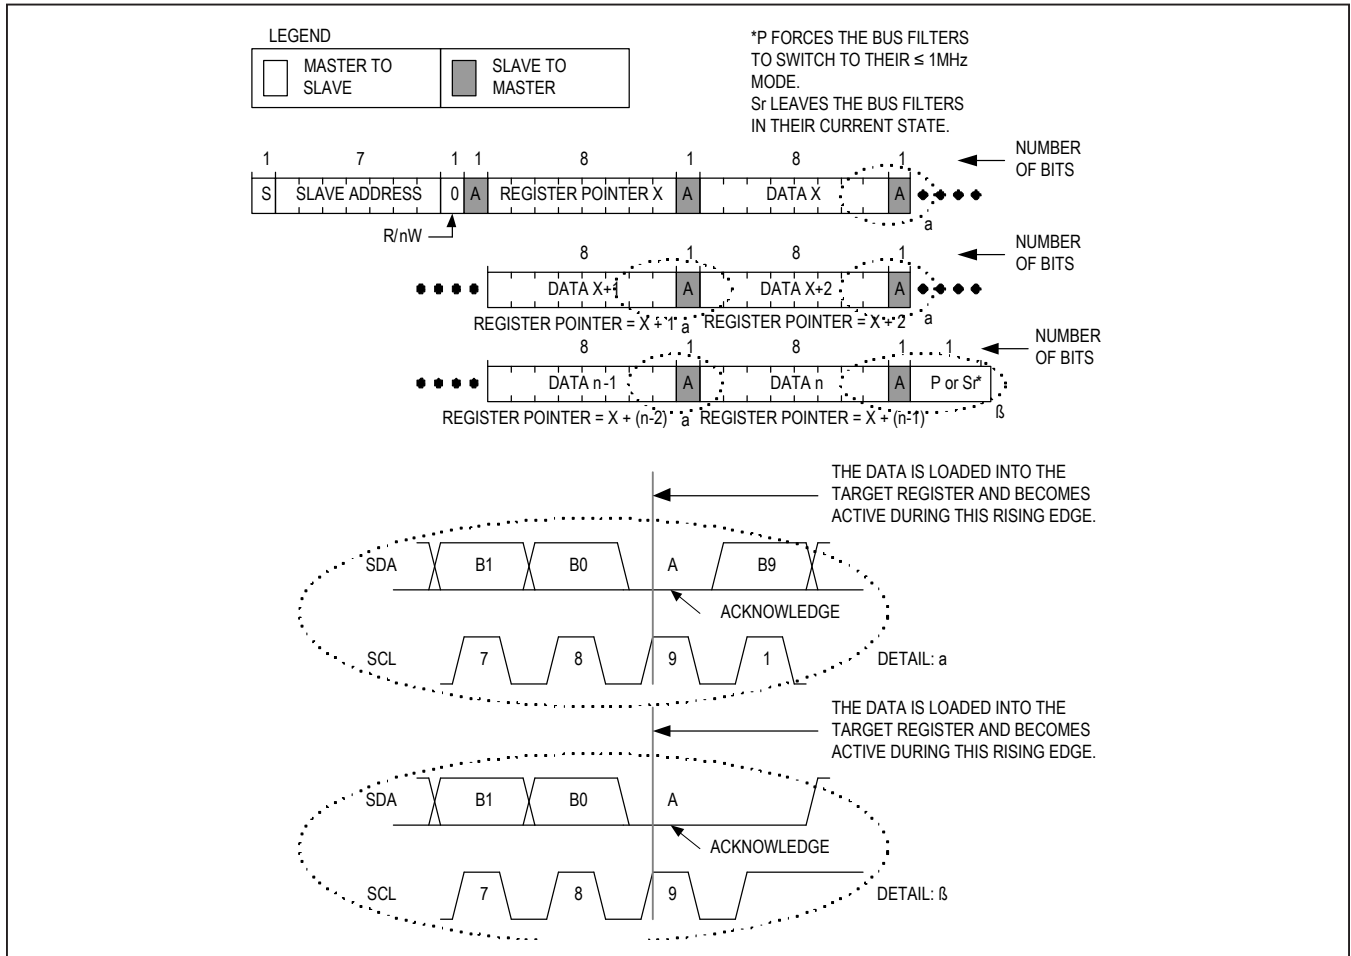 LEGEND
MASTER TO
SLAVE
SLAVE TO
MASTER
*P FORCES THE BUS FILTERS
TO SWITCH TO THEIR ≤ 1MHz
MODE.
Sr LEAVES THE BUS FILTERS
IN THEIR CURRENT STATE.
1 7 1 1 8 1 8 1
NUMBER
OF BITS
S SLAVE ADDRESS 0 A REGISTER POINTER X A DATA X A
a
R/nW
8 1 8 1
NUMBER
OF BITS
DATA X+1 A DATA X+2 A
REGISTER POINTER = X + 1 a REGISTER POINTER = X + 2 a
8 1 8 1 1
NUMBER
OF BITS
DATA n-1 A DATA n A P or Sr*
ß
REGISTER POINTER = X + (n-2) a REGISTER POINTER = X + (n-1)
THE DATA IS LOADED INTO THE
TARGET REGISTER AND BECOMES
ACTIVE DURING THIS RISING EDGE.
SDA B1 B0 A B9
ACKNOWLEDGE
SCL 7 8 9 1 DETAIL: a
THE DATA IS LOADED INTO THE
TARGET REGISTER AND BECOMES
ACTIVE DURING THIS RISING EDGE.
SDA B1 B0 A
ACKNOWLEDGE
SCL 7 8 9 DETAIL: ß